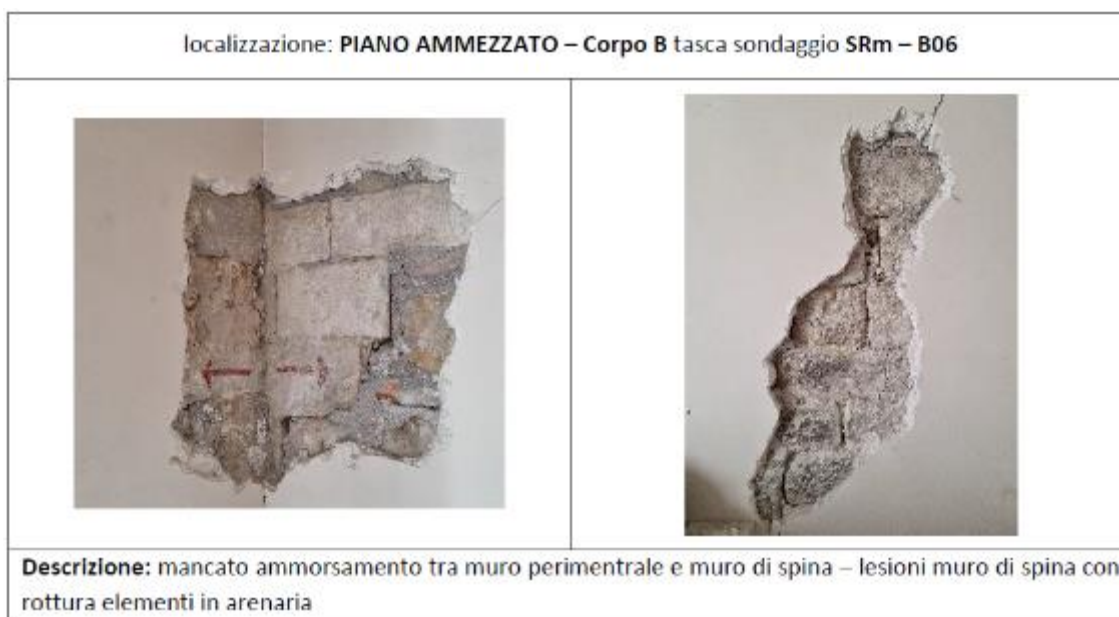 localizzazione: PIANO AMMEZZATO – Corpo B tasca sondaggio SRm – B06
Descrizione: mancato ammorsamento tra muro perimentrale e muro di spina – lesioni muro di spina con
rottura elementi in arenaria